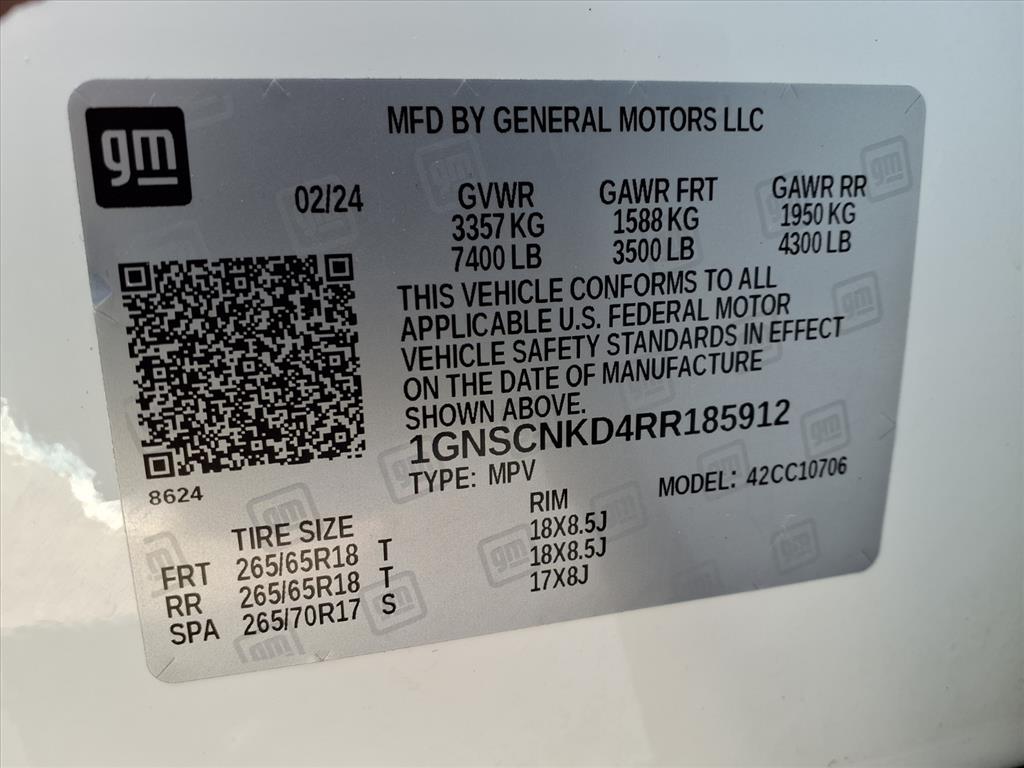 gm
MFD BY GENERAL MOTORS LLC
02/24
GVWR GAWR FRT GAWR RR
3357 KG 1588 KG 1950 KG
7400 LB 3500 LB 4300 LB
THIS VEHICLE CONFORMS TO ALL
APPLICABLE U.S. FEDERAL MOTOR
VEHICLE SAFETY STANDARDS IN EFFECT
ON THE DATE OF MANUFACTURE
SHOWN ABOVE.
1GNSCNKD4RR185912
TYPE: MPV MODEL: 42CC10706
8624
TIRE SIZE RIM
FRT 265/65R18 T 18X8.5J
RR 265/65R18 T 18X8.5J
SPA 265/70R17 S 17X8J